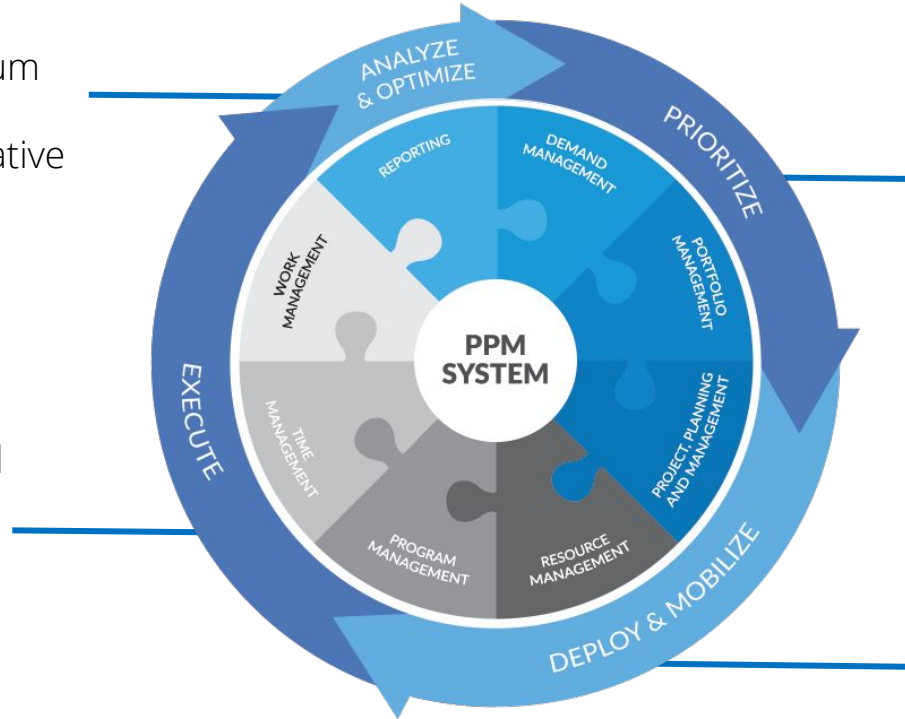 um
ative
ANALYZE
& OPTIMIZE
PRIORITIZE
REPORTING
DEMAND
MANAGEMENT
WORK
MANAGEMENT
PORTFOLIO
MANAGEMENT
PPM
SYSTEM
EXECUTE
TIME
MANAGEMENT
PROJECT, PLANNING
AND MANAGEMENT
PROGRAM
MANAGEMENT
RESOURCE
MANAGEMENT
DEPLOY & MOBILIZE